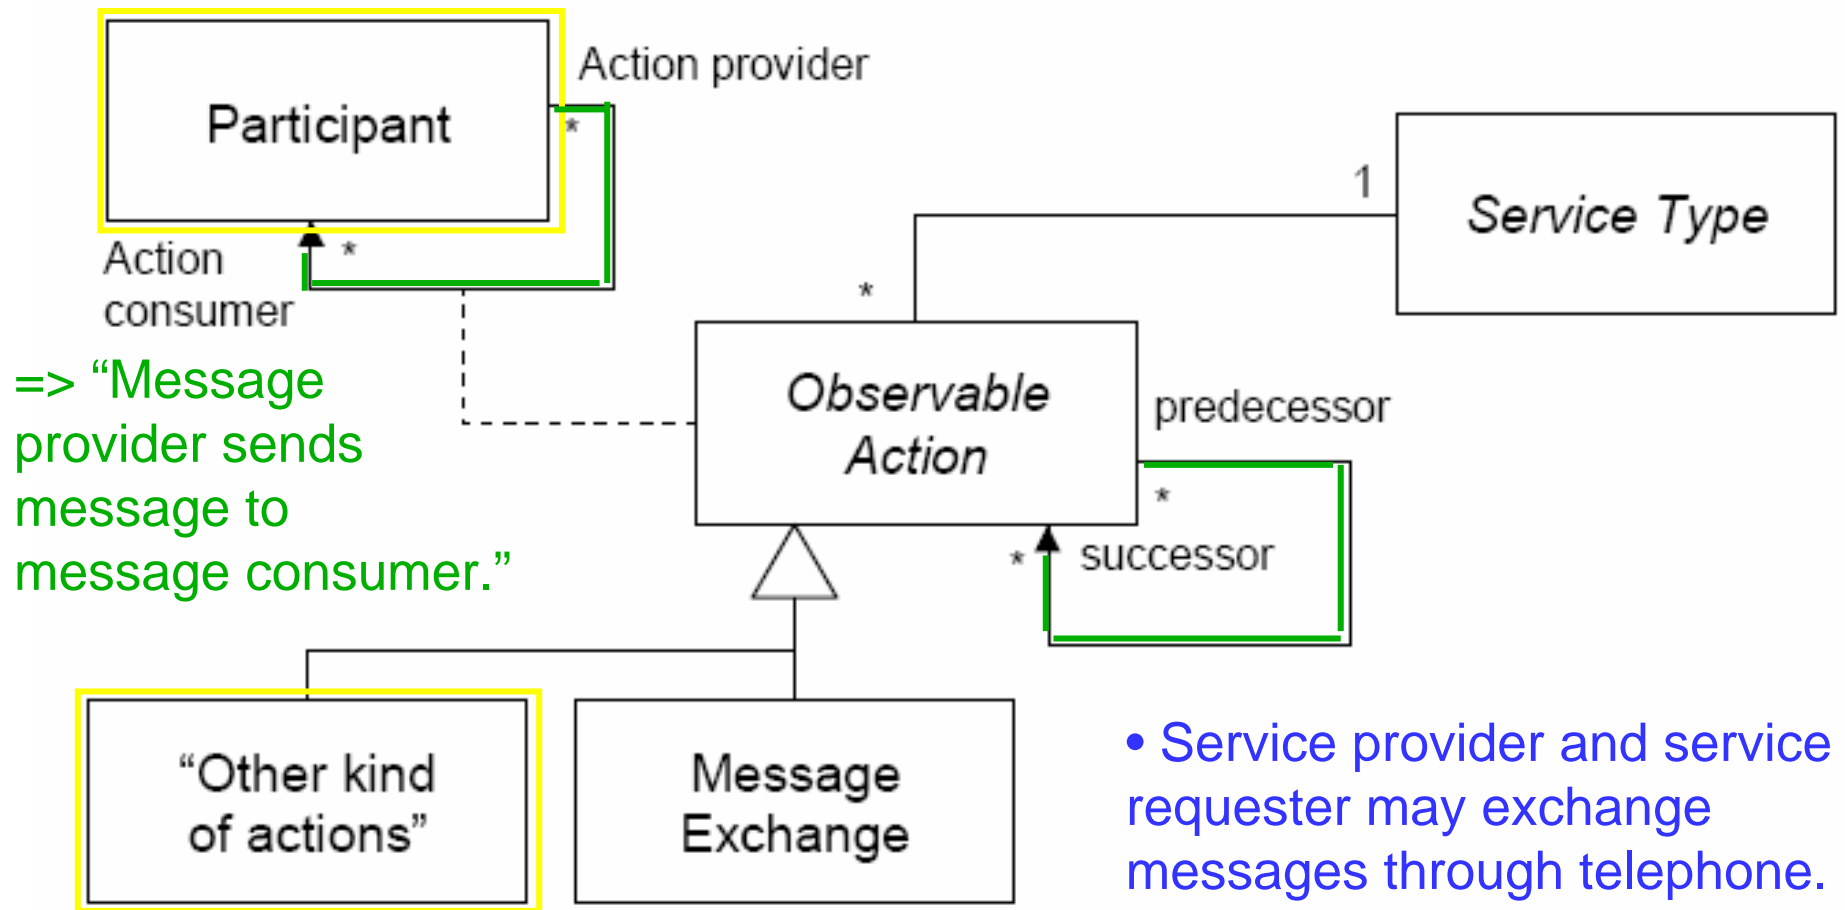 Action provider
*
Participant
1
Service Type
Action
consumer
*
*
=> “Message
provider sends
message to
message consumer.”
Observable
Action
predecessor
*
*
successor
“Other kind
of actions”
Message
Exchange
• Service provider and service
requester may exchange
messages through telephone.